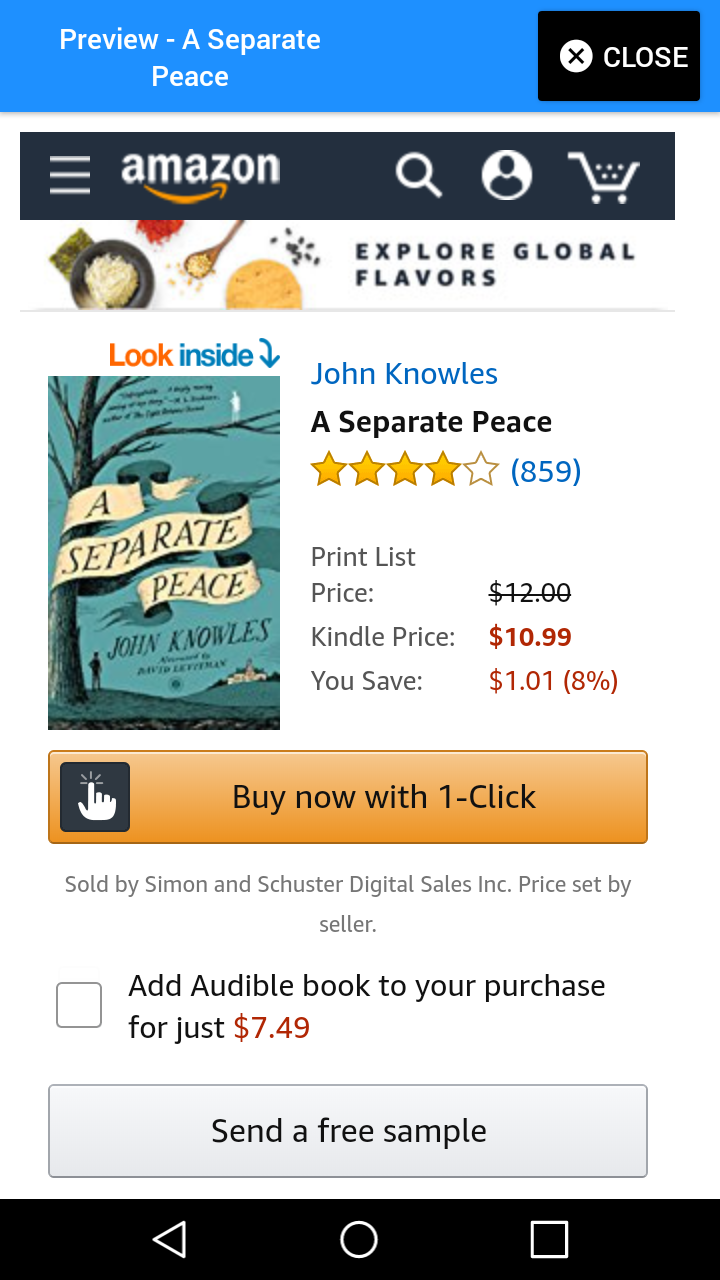 Preview - A Separate
Peace
CLOSE
amazon
EXPLORE GLOBAL
FLAVORS
Look inside
John Knowles
A Separate Peace
(859)
A
SEPARATE
PEACE
JOHN KNOWLES
DAVID LEVITHAN
Print List
Price: $12.00
Kindle Price: $10.99
You Save: $1.01 (8%)
Buy now with 1-Click
Sold by Simon and Schuster Digital Sales Inc. Price set by
seller.
Add Audible book to your purchase
for just $7.49
Send a free sample